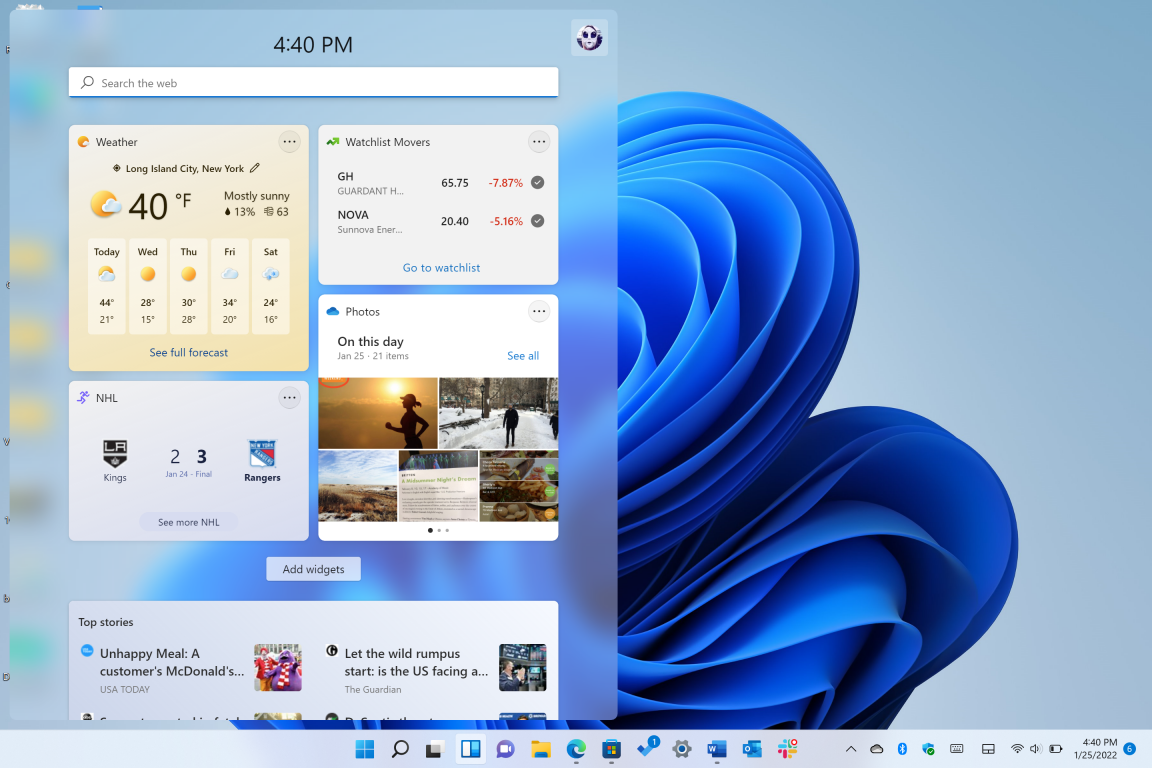 4:40 PM
Search the web
Weather
Long Island City, New York
40 °F
Mostly sunny
13% 63
Today Wed Thu Fri Sat
44° 28° 30° 34° 24°
21° 15° 28° 20° 16°
See full forecast
Watchlist Movers
GH 65.75 -7.87%
GUARDANT H...
NOVA 20.40 -5.16%
Sunnova Ener...
Go to watchlist
Photos
On this day
Jan 25 · 21 items
See all
A Midsummer Night's Dream
NHL
LA
NEW YORK
RANGERS
2 3
Jan 24 - Final
Kings Rangers
See more NHL
Add widgets
Top stories
Unhappy Meal: A
customer's McDonald's...
USA TODAY
Let the wild rumpus
start: is the US facing a...
The Guardian
1
4:40 PM
1/25/2022
6